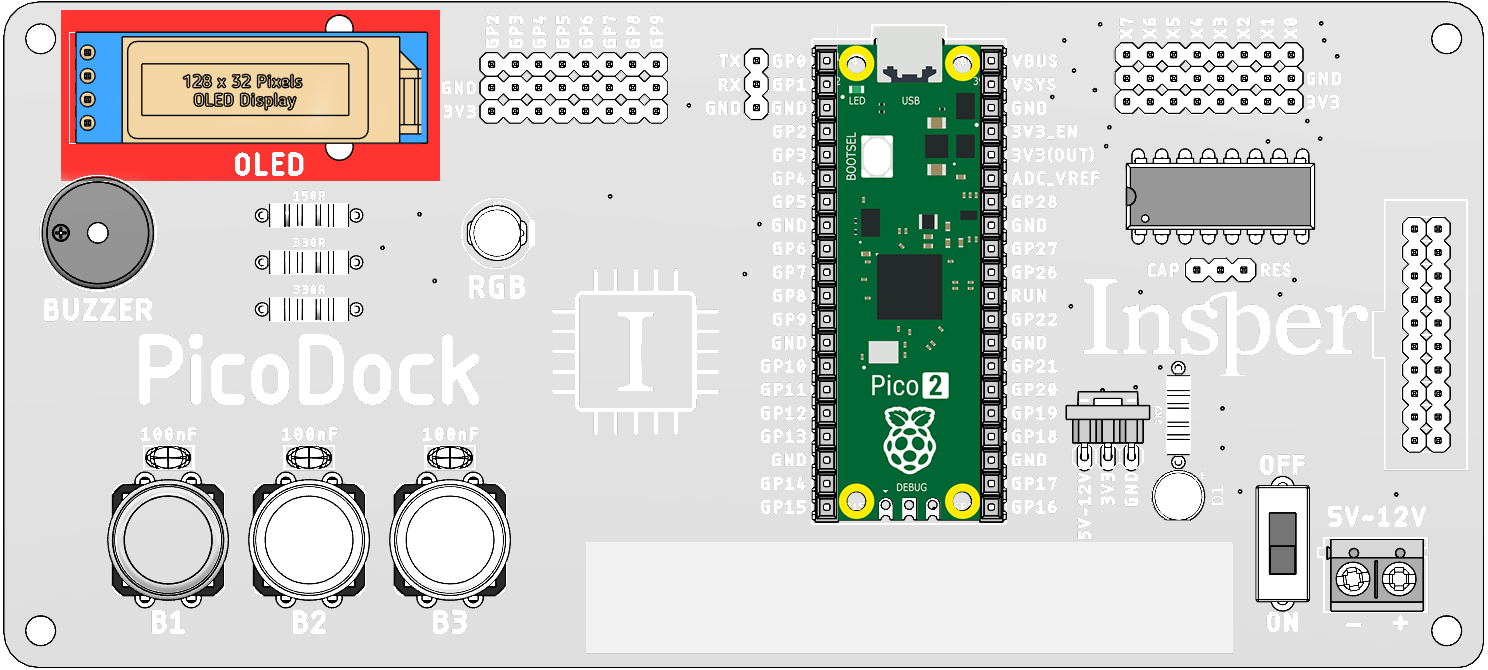 128 x 32 Pixels
OLED Display
OLED
GP2 GP3 GP4 GP5 GP6 GP7 GP8 GP9
GND
3V3
TX
RX
GND
GP0
GP1
GND
GP2
GP3
GP4
GP5
GND
GP6
GP7
GP8
GP9
GND
GP10
GP11
GP12
GP13
GND
GP14
GP15
LED
USB
BOOTSEL
Pico 2
DEBUG
VBUS
VSYS
GND
3V3_EN
3V3(OUT)
ADC_VREF
GP28
GND
GP27
GP26
RUN
GP22
GND
GP21
GP20
GP19
GP18
GND
GP17
GP16
X7 X6 X5 X4 X3 X2 X1 X0
GND
3V3
CAP
RES
Insper
BUZZER
150R
330R
330R
RGB
PicoDock
I
100nF
100nF
100nF
B1
B2
B3
5V-12V
3V3
GND
D1
OFF
ON
5V~12V
- +